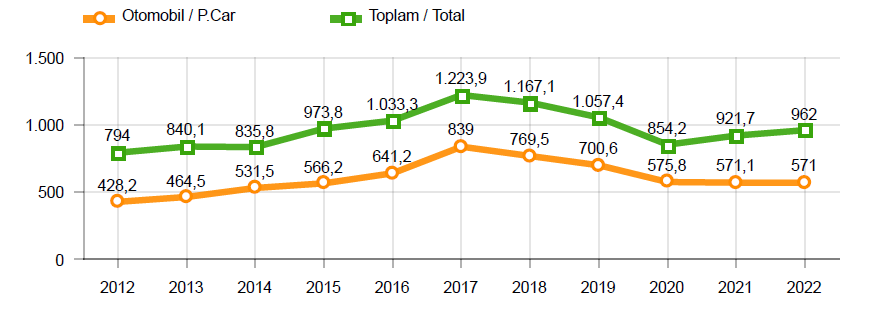 Otomobil / P.Car Toplam / Total
1.500
1.000
500
0
794 840,1 835,8 973,8 1.033,3 1.223,9 1.167,1 1.057,4 854,2 921,7 962
428,2 464,5 531,5 566,2 641,2 839 769,5 700,6 575,8 571,1 571
2012 2013 2014 2015 2016 2017 2018 2019 2020 2021 2022